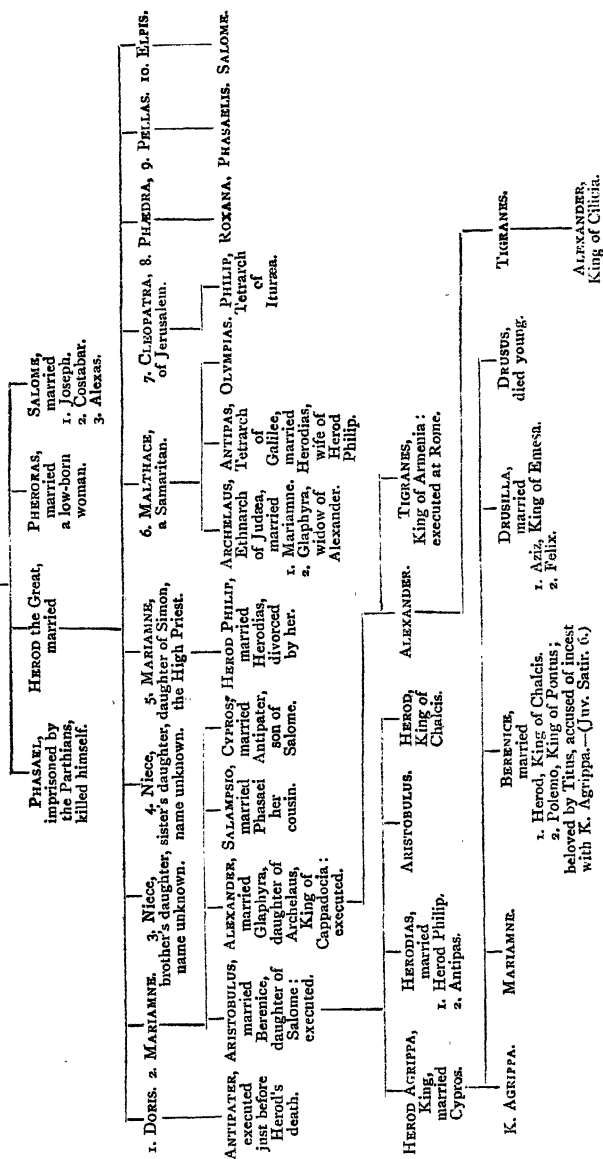 PHASAEL,
imprisoned by
the Parthians,
killed himself.
HEROD the Great,
married
PHERORAS,
married
a low-born
woman.
SALOME,
married
1. Joseph.
2. Costabar.
3. Alexas.
1. DORIS.
2. MARIAMNE.
3. Niece,
brother's daughter,
name unknown.
4. Niece,
sister's daughter,
name unknown.
5. MARIAMNE,
daughter of Simon,
the High Priest.
6. MALTHACE,
a Samaritan.
7. CLEOPATRA,
of Jerusalem.
8. PHÆDRA,
9. PELLAS.
10. ELPIS.
ANTIPATER,
executed
just before
Herod's
death.
ARISTOBULUS,
married
Berenice,
daughter of
Salome:
executed.
ALEXANDER,
married
Glaphyra,
daughter of
Archelaus,
King of
Cappadocia:
executed.
SALAMPSIO,
married
Phasael
her
cousin.
CYPROS,
married
Antipater,
son of
Salome.
HEROD PHILIP,
married
Herodias,
divorced
by her.
ARCHELAUS,
Ethnarch
of Judæa,
married
1. Mariamne.
2. Glaphyra,
widow of
Alexander.
ANTIPAS,
Tetrarch
of
Galilee,
married
Herodias,
wife of
Herod
Philip.
OLYMPIAS.
PHILIP,
Tetrarch
of
Ituræa.
ROXANA.
PHASAELIS.
SALOME.
HEROD AGRIPPA,
King,
married
Cypros.
HERODIAS,
married
1. Herod Philip.
2. Antipas.
ARISTOBULUS.
HEROD,
King of
Chalcis.
ALEXANDER.
TIGRANES,
King of Armenia:
executed at Rome.
K. AGRIPPA.
MARIAMNE.
BERENICE,
married
1. Herod, King of Chalcis.
2. Polemo, King of Pontus;
beloved by Titus, accused of incest
with K. Agrippa.—(Juv. Satir. 6.)
DRUSILLA,
married
1. Aziz, King of Emesa.
2. Felix.
DRUSUS,
died young.
TIGRANES.
ALEXANDER,
King of Cilicia.